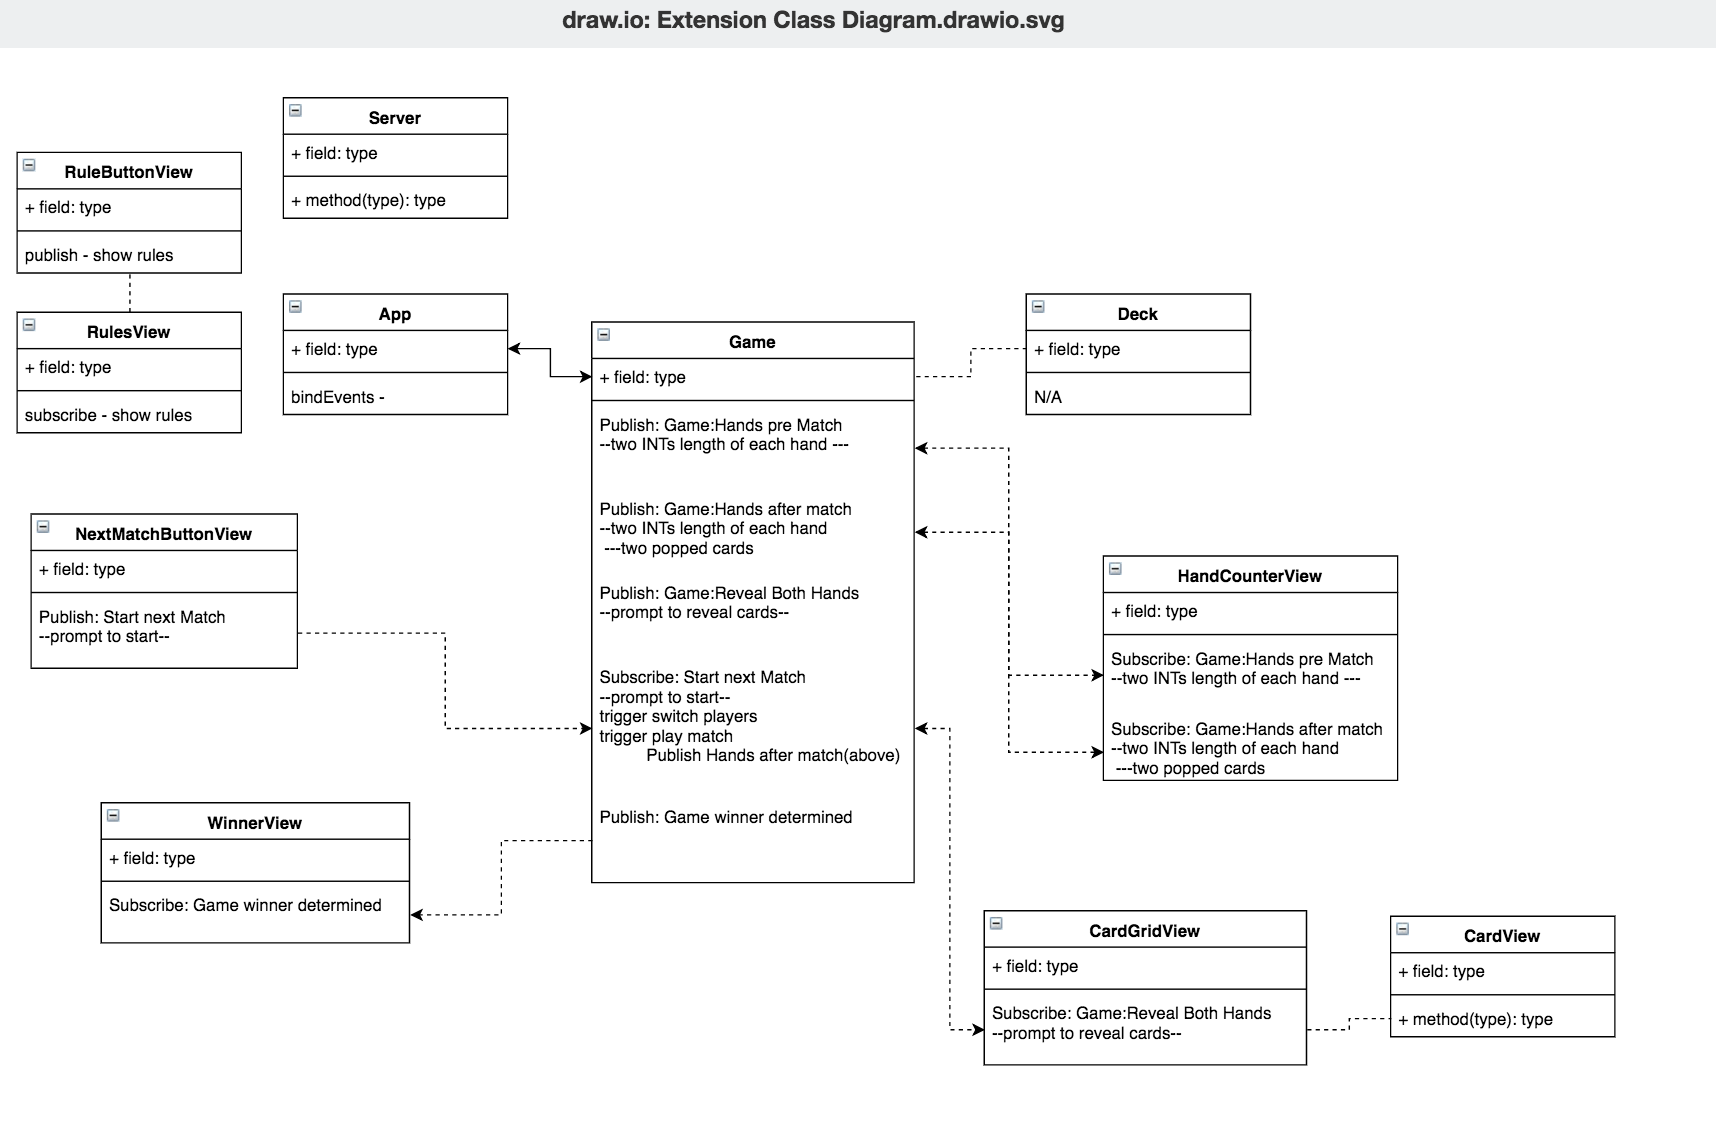 draw.io: Extension Class Diagram.drawio.svg
Server
+ field: type
+ method(type): type
RuleButtonView
+ field: type
publish - show rules
RulesView
+ field: type
subscribe - show rules
App
+ field: type
bindEvents -
Game
+ field: type
Publish: Game:Hands pre Match
--two INTs length of each hand ---
Publish: Game:Hands after match
--two INTs length of each hand
---two popped cards
Publish: Game:Reveal Both Hands
--prompt to reveal cards--
Subscribe: Start next Match
--prompt to start--
trigger switch players
trigger play match
Publish Hands after match(above)
Publish: Game winner determined
Deck
+ field: type
N/A
NextMatchButtonView
+ field: type
Publish: Start next Match
--prompt to start--
HandCounterView
+ field: type
Subscribe: Game:Hands pre Match
--two INTs length of each hand ---
Subscribe: Game:Hands after match
--two INTs length of each hand
---two popped cards
WinnerView
+ field: type
Subscribe: Game winner determined
CardGridView
+ field: type
Subscribe: Game:Reveal Both Hands
--prompt to reveal cards--
CardView
+ field: type
+ method(type): type